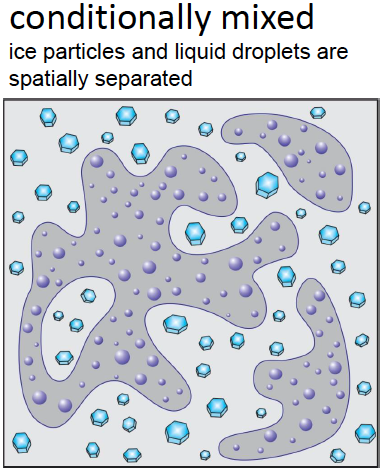 conditionally mixed
ice particles and liquid droplets are
spatially separated